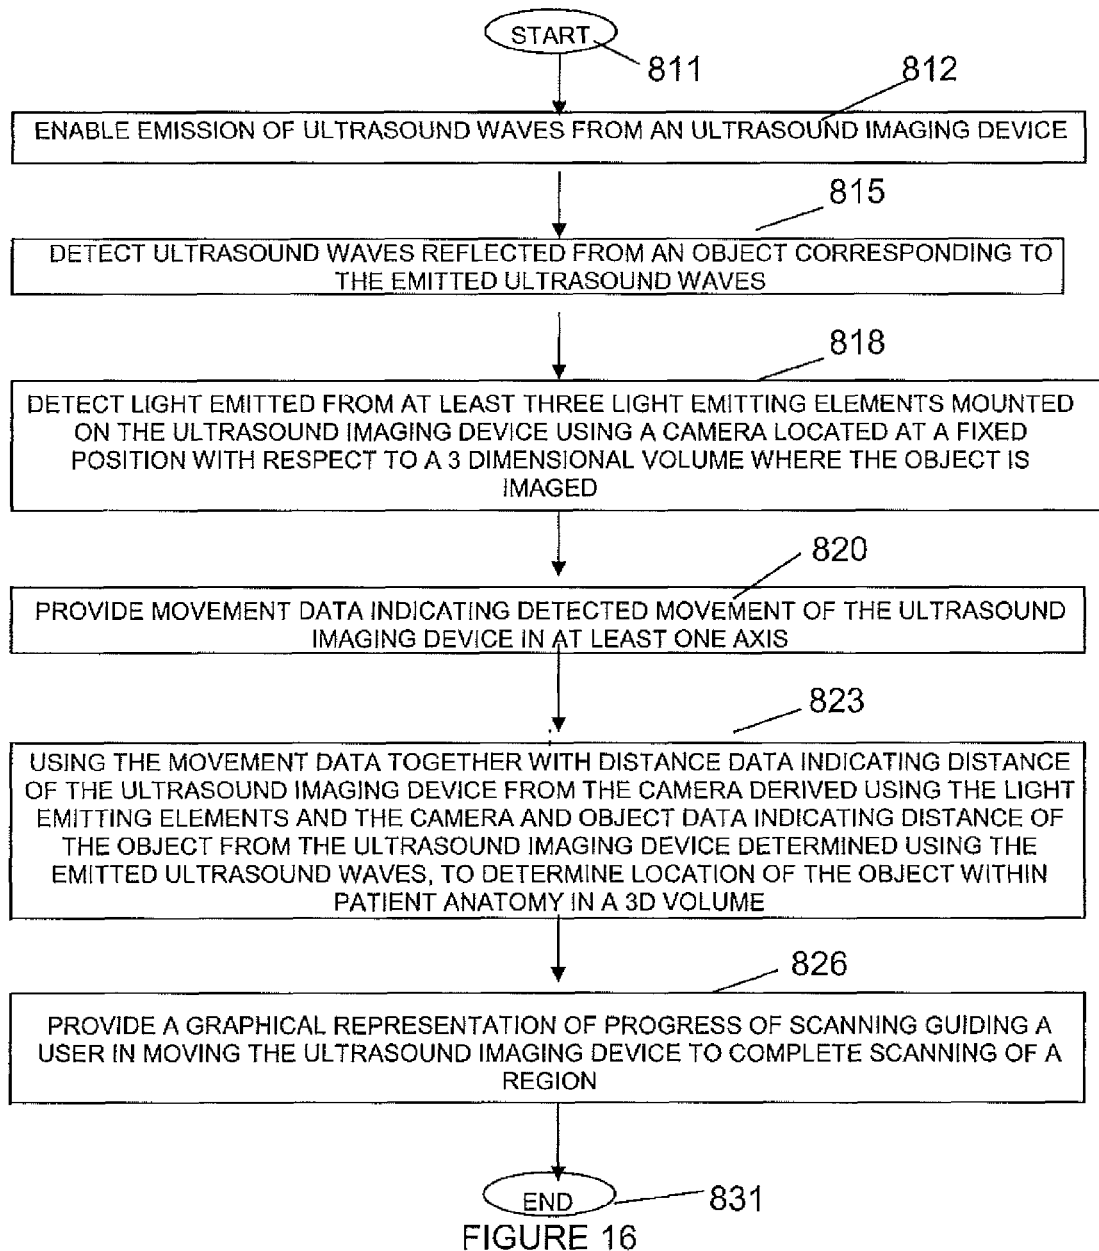 START
811
812
ENABLE EMISSION OF ULTRASOUND WAVES FROM AN ULTRASOUND IMAGING DEVICE
815
DETECT ULTRASOUND WAVES REFLECTED FROM AN OBJECT CORRESPONDING TO
THE EMITTED ULTRASOUND WAVES
818
DETECT LIGHT EMITTED FROM AT LEAST THREE LIGHT EMITTING ELEMENTS MOUNTED
ON THE ULTRASOUND IMAGING DEVICE USING A CAMERA LOCATED AT A FIXED
POSITION WITH RESPECT TO A 3 DIMENSIONAL VOLUME WHERE THE OBJECT IS
IMAGED
820
PROVIDE MOVEMENT DATA INDICATING DETECTED MOVEMENT OF THE ULTRASOUND
IMAGING DEVICE IN AT LEAST ONE AXIS
823
USING THE MOVEMENT DATA TOGETHER WITH DISTANCE DATA INDICATING DISTANCE
OF THE ULTRASOUND IMAGING DEVICE FROM THE CAMERA DERIVED USING THE LIGHT
EMITTING ELEMENTS AND THE CAMERA AND OBJECT DATA INDICATING DISTANCE OF
THE OBJECT FROM THE ULTRASOUND IMAGING DEVICE DETERMINED USING THE
EMITTED ULTRASOUND WAVES, TO DETERMINE LOCATION OF THE OBJECT WITHIN
PATIENT ANATOMY IN A 3D VOLUME
826
PROVIDE A GRAPHICAL REPRESENTATION OF PROGRESS OF SCANNING GUIDING A
USER IN MOVING THE ULTRASOUND IMAGING DEVICE TO COMPLETE SCANNING OF A
REGION
END
831
FIGURE 16